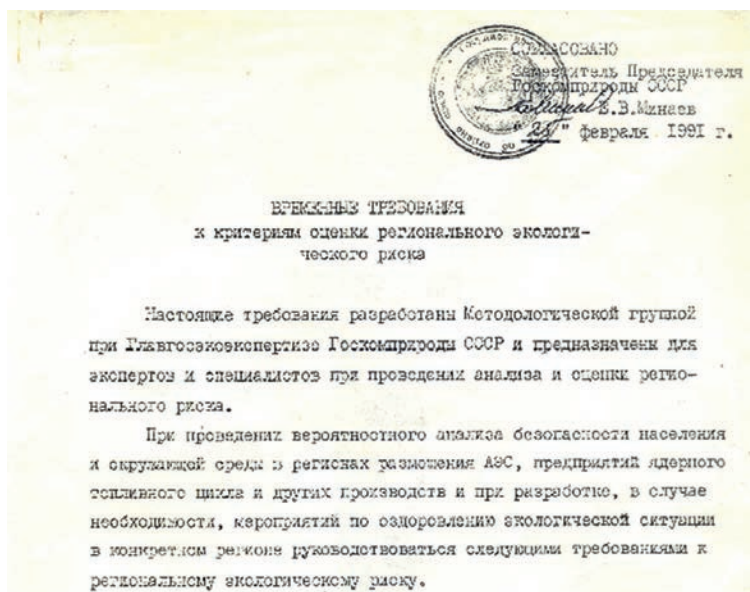 СОГЛАСОВАНО
Заместитель Председателя
Госкомприроды СССР
Е.В.Минаев
" февраля 1991 г.
ВРЕМЕННЫЕ ТРЕБОВАНИЯ
к критериям оценки регионального экологи-
ческого риска
Настоящие требования разработаны Методологической группой
при Главгосэкоэкспертизе Госкомприроды СССР и предназначены для
экспертов и специалистов при проведении анализа и оценки регио-
нального риска.
При проведении вероятностного анализа безопасности населения
и окружающей среды в регионах размещения АЭС, предприятий ядерного
топливного цикла и других производств и при разработке, в случае
необходимости, мероприятий по оздоровлению экологической ситуации
в конкретном регионе руководствоваться следующими требованиями к
региональному экологическому риску.